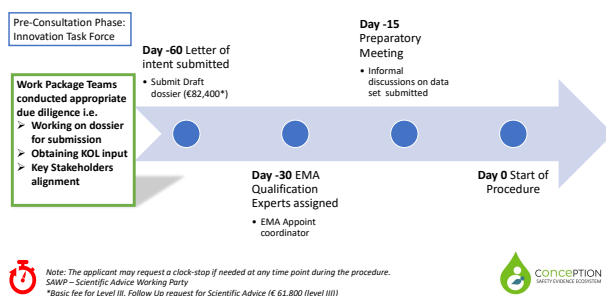 Pre-Consultation Phase:
Innovation Task Force
Work Package Teams
conducted appropriate
due diligence i.e.
➢ Working on dossier
for submission
➢ Obtaining KOL input
➢ Key Stakeholders
alignment
Day -60 Letter of
intent submitted
• Submit Draft
dossier (€82,400*)
Day -30 EMA
Qualification
Experts assigned
• EMA Appoint
coordinator
Day -15
Preparatory
Meeting
• Informal
discussions on data
set submitted
Day 0 Start of
Procedure
Note: The applicant may request a clock-stop if needed at any time point during the procedure.
SAWP – Scientific Advice Working Party
*Basic fee for Level III. Follow Up request for Scientific Advice (€ 61,800 (level III))
ConcePTION
SAFETY EVIDENCE ECOSYSTEM